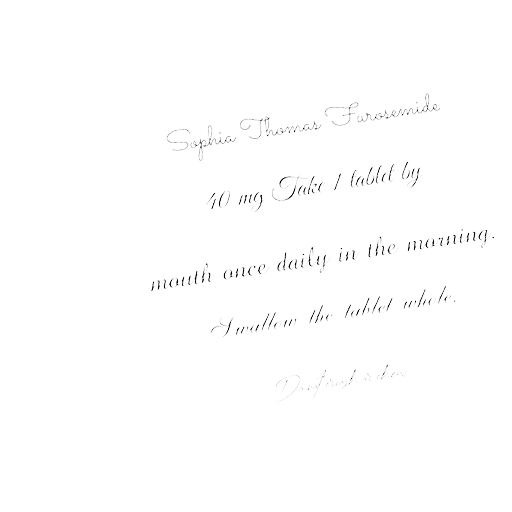 Sophia Thomas Furosemide
40 mg Take 1 tablet by
mouth once daily in the morning.
Swallow the tablet whole.